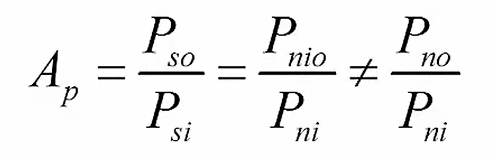 A_p = P_so / P_si = P_nio / P_ni ≠ P_no / P_ni